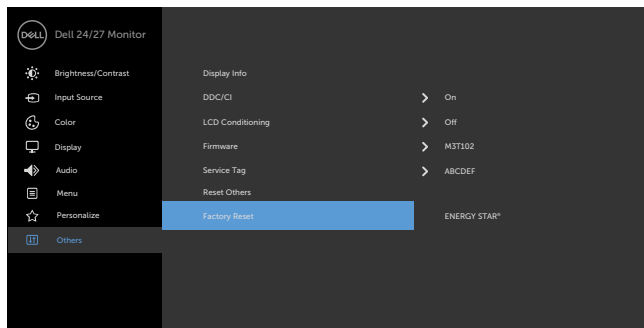 DELL Dell 24/27 Monitor
Brightness/Contrast Display Info
Input Source DDC/CI On
Color LCD Conditioning Off
Display Firmware M3T102
Audio Service Tag ABCDEF
Menu Reset Others
Personalize Factory Reset ENERGY STAR®
Others